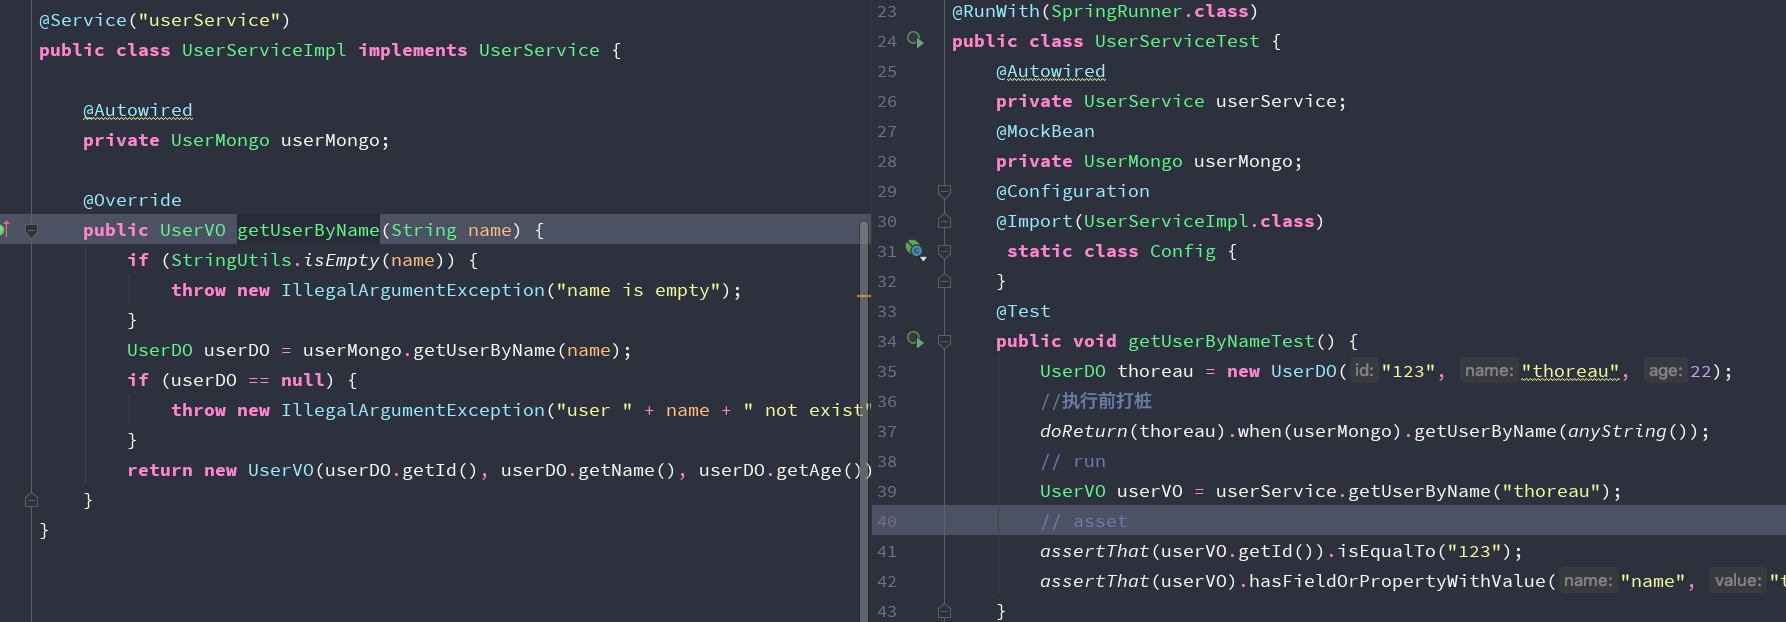 @Service("userService")
public class UserServiceImpl implements UserService {
@Autowired
private UserMongo userMongo;
@Override
public UserVO getUserByName(String name) {
if (StringUtils.isEmpty(name)) {
throw new IllegalArgumentException("name is empty");
}
UserDO userDO = userMongo.getUserByName(name);
if (userDO == null) {
throw new IllegalArgumentException("user " + name + " not exist"
}
return new UserVO(userDO.getId(), userDO.getName(), userDO.getAge())
}
}
23 @RunWith(SpringRunner.class)
24 public class UserServiceTest {
25 @Autowired
26 private UserService userService;
27 @MockBean
28 private UserMongo userMongo;
29 @Configuration
30 @Import(UserServiceImpl.class)
31 static class Config {
32 }
33 @Test
34 public void getUserByNameTest() {
35 UserDO thoreau = new UserDO( id: "123", name: "thoreau", age: 22);
36 //执行前打桩
37 doReturn(thoreau).when(userMongo).getUserByName(anyString());
38 // run
39 UserVO userVO = userService.getUserByName("thoreau");
40 // asset
41 assertThat(userVO.getId()).isEqualTo("123");
42 assertThat(userVO).hasFieldOrPropertyWithValue( name: "name", value: "t
43 }